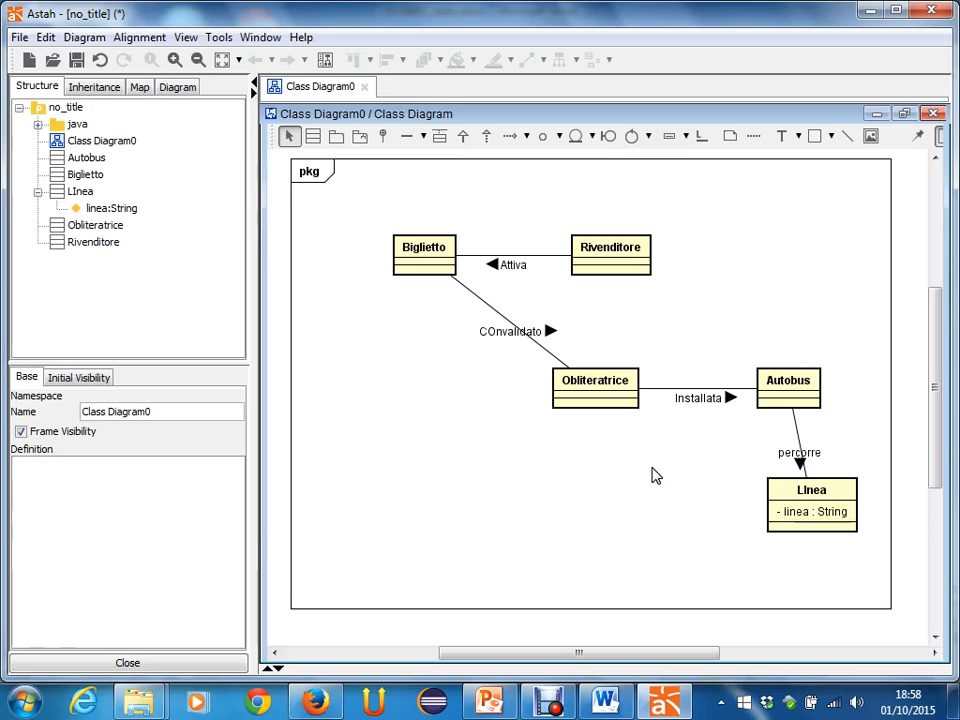 Astah - [no_title] (*)
File Edit Diagram Alignment View Tools Window Help
Structure Inheritance Map Diagram
no_title
java
Class Diagram0
Autobus
Biglietto
LInea
linea:String
Obliteratrice
Rivenditore
Base Initial Visibility
Namespace
Name Class Diagram0
Frame Visibility
Definition
Close
Class Diagram0
Class Diagram0 / Class Diagram
T
pkg
Biglietto
Rivenditore
Attiva
COnvalidato
Obliteratrice
Autobus
Installata
percorre
LInea
- linea : String
18:58
01/10/2015